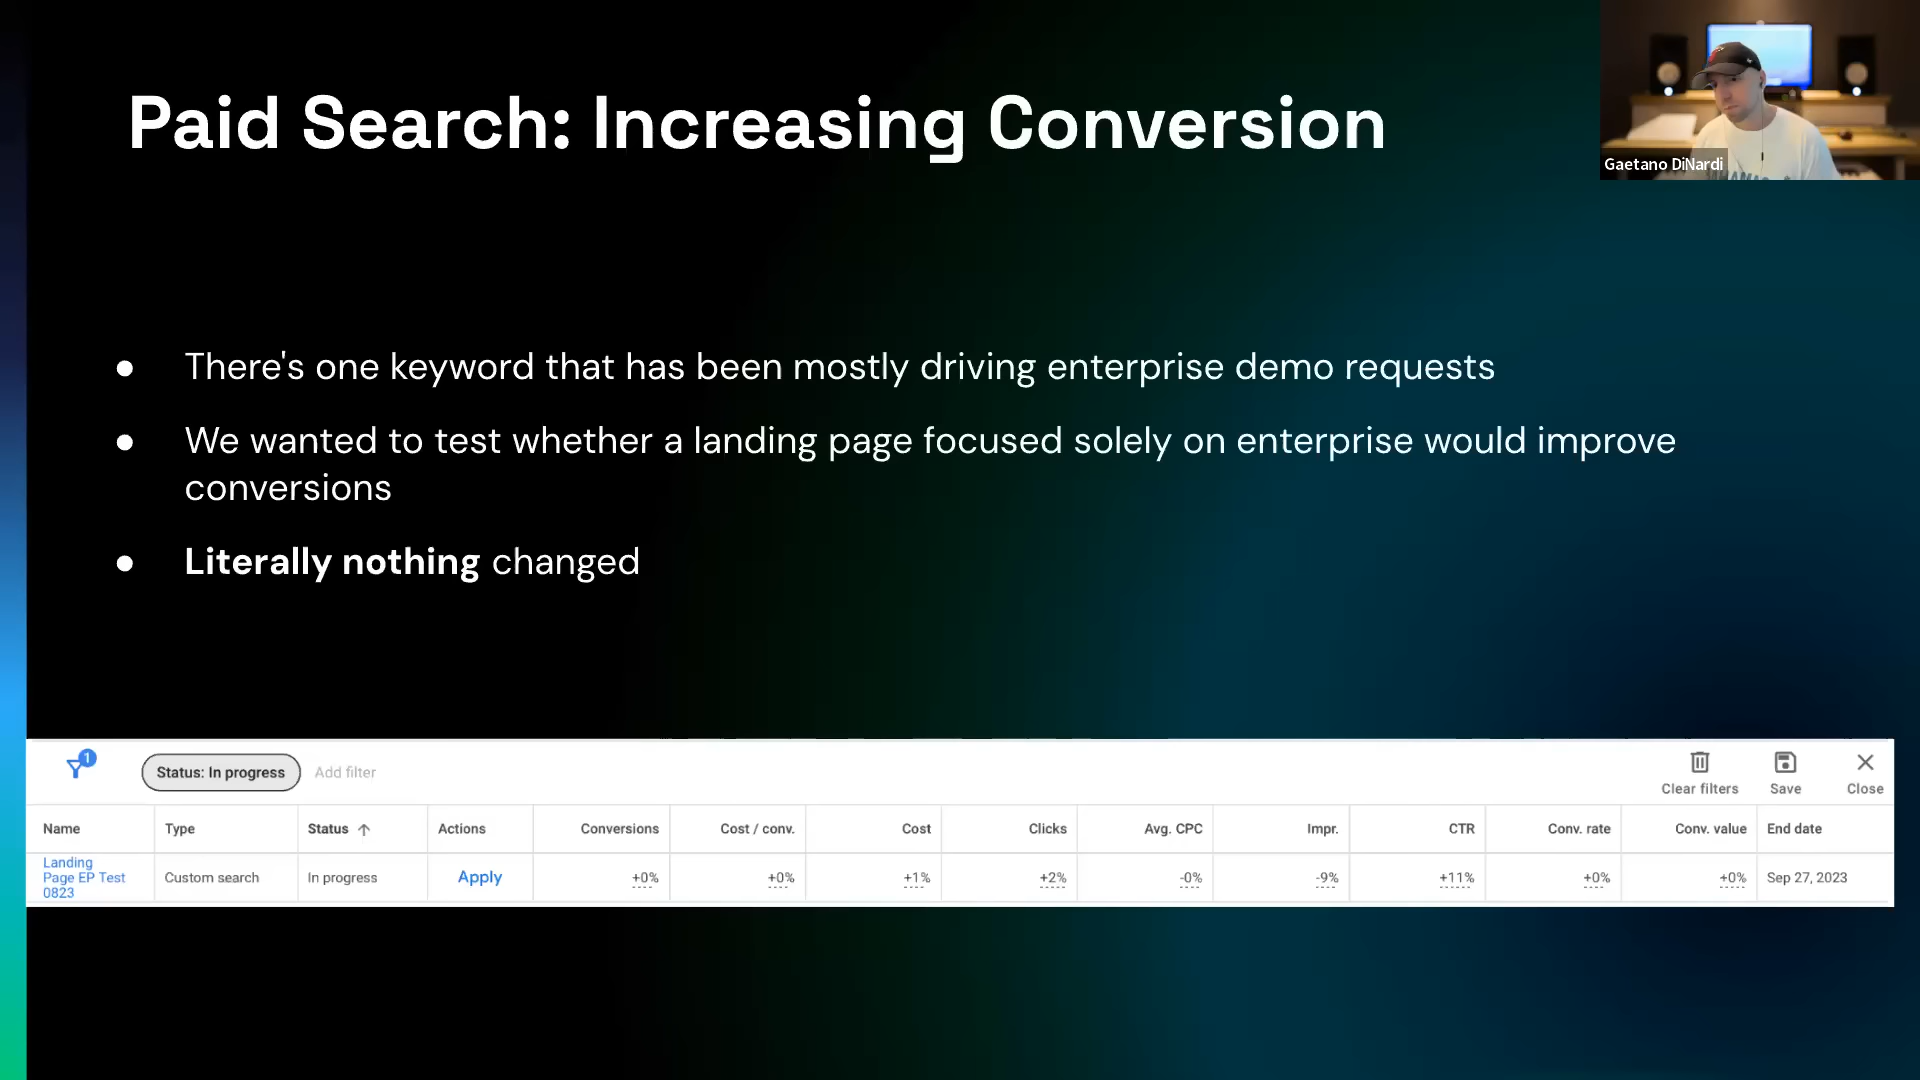 Paid Search: Increasing Conversion
Gaetano DiNardi
● There's one keyword that has been mostly driving enterprise demo requests
● We wanted to test whether a landing page focused solely on enterprise would improve
conversions
● Literally nothing changed
1
Status: In progress Add filter
Clear filters Save Close
Name Type Status ↑ Actions Conversions Cost / conv. Cost Clicks Avg. CPC Impr. CTR Conv. rate Conv. value End date
Landing
Page EP Test
0823
Custom search In progress Apply +0% +0% +1% +2% -0% -9% +11% +0% +0% Sep 27, 2023